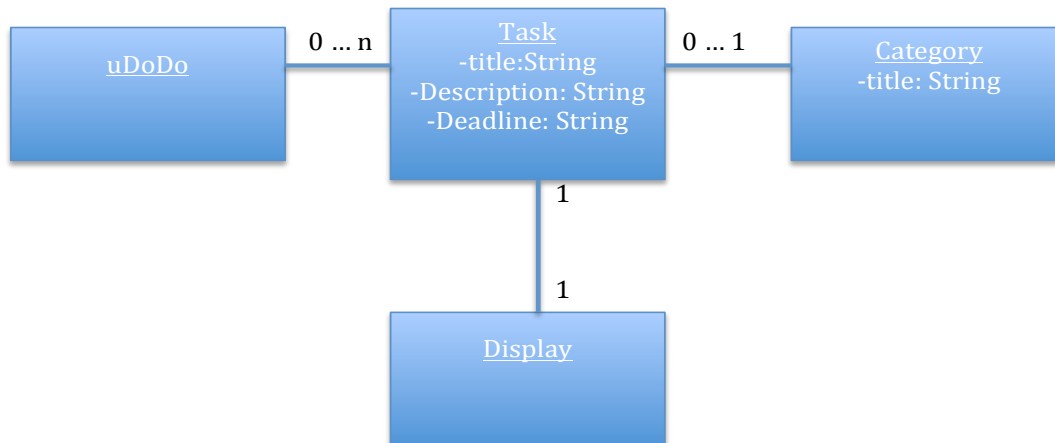 uDoDo
0 ... n
Task
-title:String
-Description: String
-Deadline: String
0 ... 1
Category
-title: String
1
1
Display